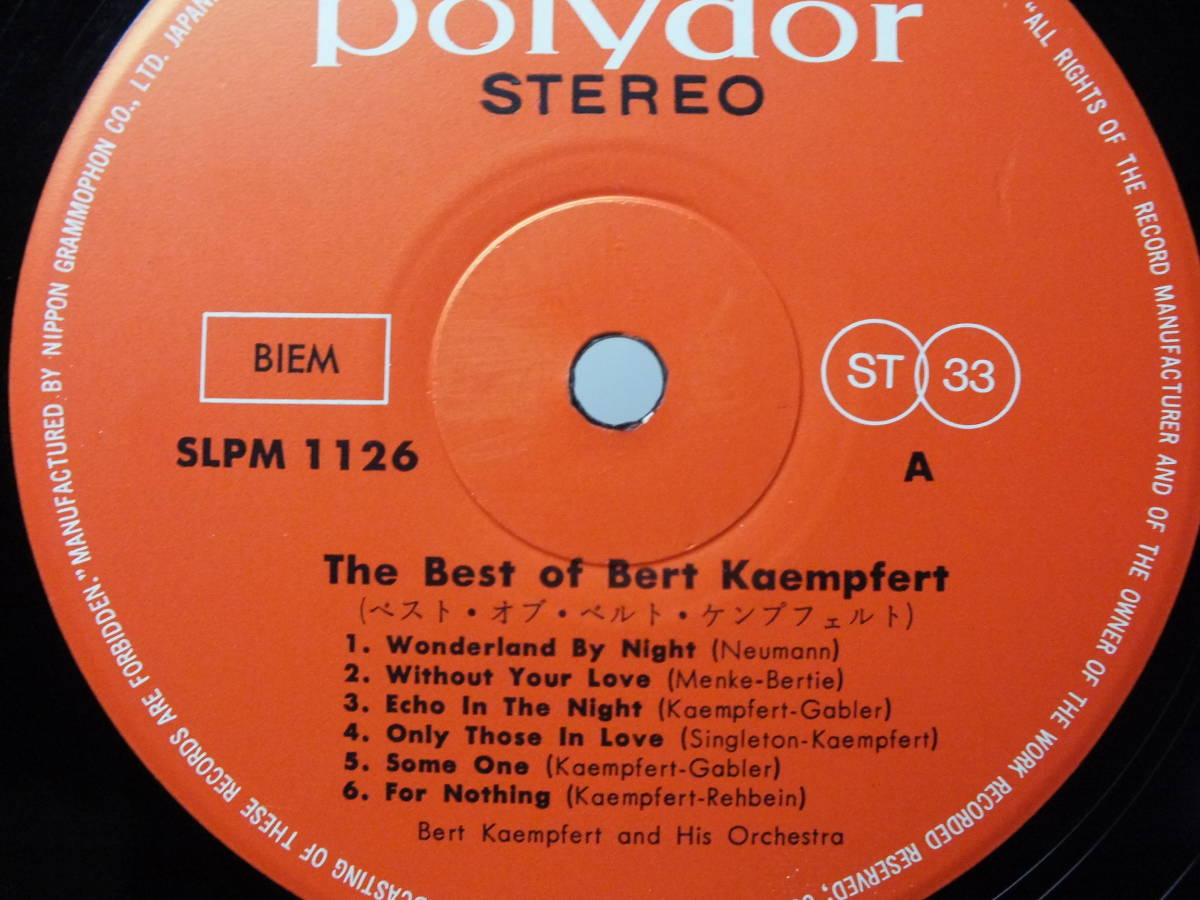 polydor
STEREO
BIEM
ST 33
SLPM 1126
A
The Best of Bert Kaempfert
(ベスト・オブ・ベルト・ケンプフェルト)
1. Wonderland By Night (Neumann)
2. Without Your Love (Menke-Bertie)
3. Echo In The Night (Kaempfert-Gabler)
4. Only Those In Love (Singleton-Kaempfert)
5. Some One (Kaempfert-Gabler)
6. For Nothing (Kaempfert-Rehbein)
Bert Kaempfert and His Orchestra
"ALL RIGHTS OF THE RECORD MANUFACTURER AND OF THE OWNER OF THE WORK RECORDED RESERVED,
OF THESE RECORDS ARE FORBIDDEN." MANUFACTURED BY NIPPON GRAMMOPHON CO., LTD. JAPAN